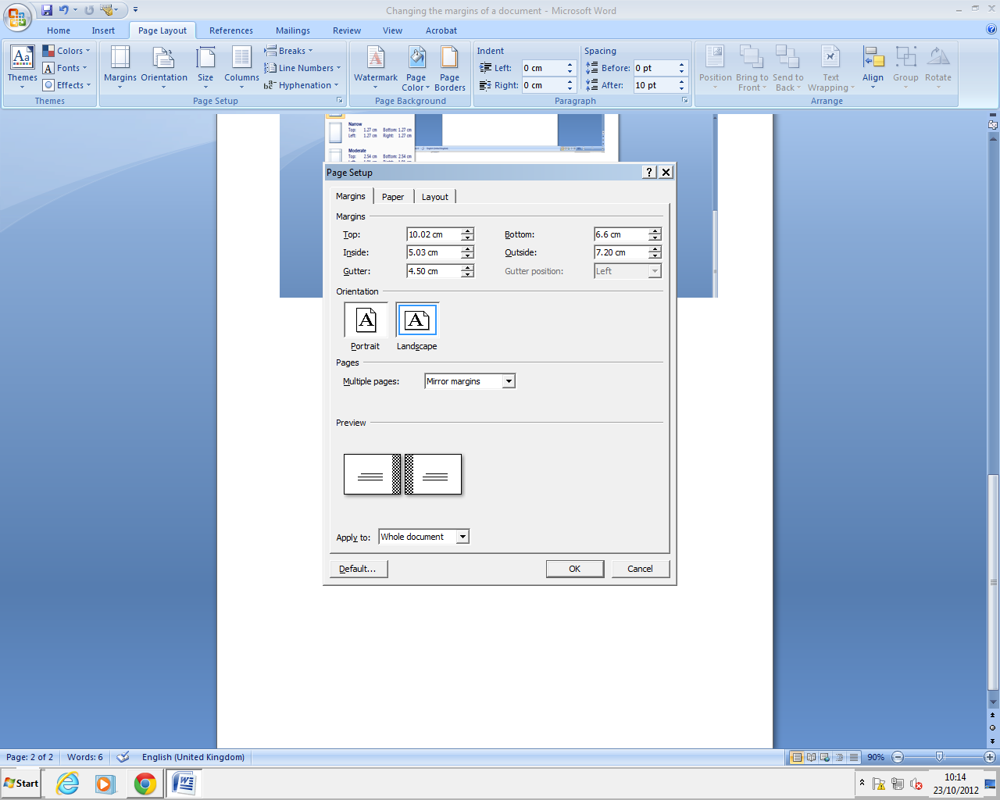 Changing the margins of a document - Microsoft Word
Home Insert Page Layout References Mailings Review View Acrobat
Themes
Colors
Fonts
Effects
Themes
Margins
Orientation
Size
Columns
Breaks
Line Numbers
Hyphenation
Page Setup
Watermark
Page Color
Page Borders
Page Background
Indent
Left: 0 cm
Right: 0 cm
Spacing
Before: 0 pt
After: 10 pt
Paragraph
Position
Bring to Front
Send to Back
Text Wrapping
Align
Group
Rotate
Arrange
Narrow
Top: 1.27 cm Bottom: 1.27 cm
Left: 1.27 cm Right: 1.27 cm
Moderate
Top: 2.54 cm Bottom: 2.54 cm
Page Setup
Margins Paper Layout
Margins
Top: 10.02 cm Bottom: 6.6 cm
Inside: 5.03 cm Outside: 7.20 cm
Gutter: 4.50 cm Gutter position: Left
Orientation
A A
Portrait Landscape
Pages
Multiple pages: Mirror margins
Preview
Apply to: Whole document
Default... OK Cancel
Page: 2 of 2 Words: 6 English (United Kingdom) 90%
Start
10:14
23/10/2012